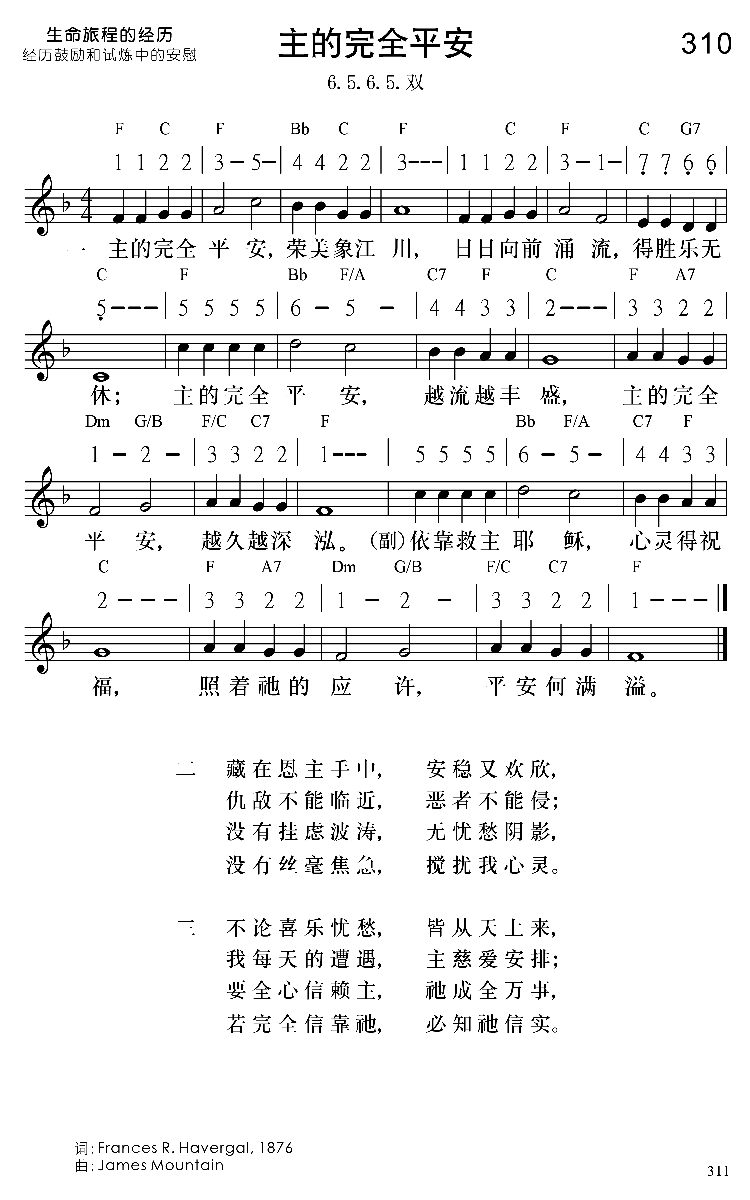 生命旅程的经历
经历鼓励和试炼中的安慰
主的完全平安
310
6.5.6.5.双
F C F Bb C F C F C G7
1 1 2 2 | 3 – 5 – | 4 4 2 2 | 3 - - - | 1 1 2 2 | 3 – 1 – | 7̣ 7̣ 6̣ 6̣ |
一 主的完全 平 安, 荣美象江 川, 日日向前 涌 流, 得胜乐无
C F Bb F/A C7 F C F A7
5̣ - - - | 5 5 5 5 | 6 – 5 – | 4 4 3 3 | 2 - - - | 3 3 2 2 |
休; 主的完全 平 安, 越流越丰 盛, 主的完全
Dm G/B F/C C7 F Bb F/A C7 F
1 – 2 – | 3 3 2 2 | 1 - - - | 5 5 5 5 | 6 – 5 – | 4 4 3 3 |
平 安, 越久越深 泓。 (副)依靠救主 耶 稣, 心灵得祝
C F A7 Dm G/B F/C C7 F
2 - - - | 3 3 2 2 | 1 – 2 – | 3 3 2 2 | 1 - - - ‖
福, 照着祂的 应 许, 平安何满 溢。
二 藏在恩主手中, 安稳又欢欣,
仇敌不能临近, 恶者不能侵;
没有挂虑波涛, 无忧愁阴影,
没有丝毫焦急, 搅扰我心灵。
三 不论喜乐忧愁, 皆从天上来,
我每天的遭遇, 主慈爱安排;
要全心信赖主, 祂成全万事,
若完全信靠祂, 必知祂信实。
词: Frances R. Havergal, 1876
曲: James Mountain
311